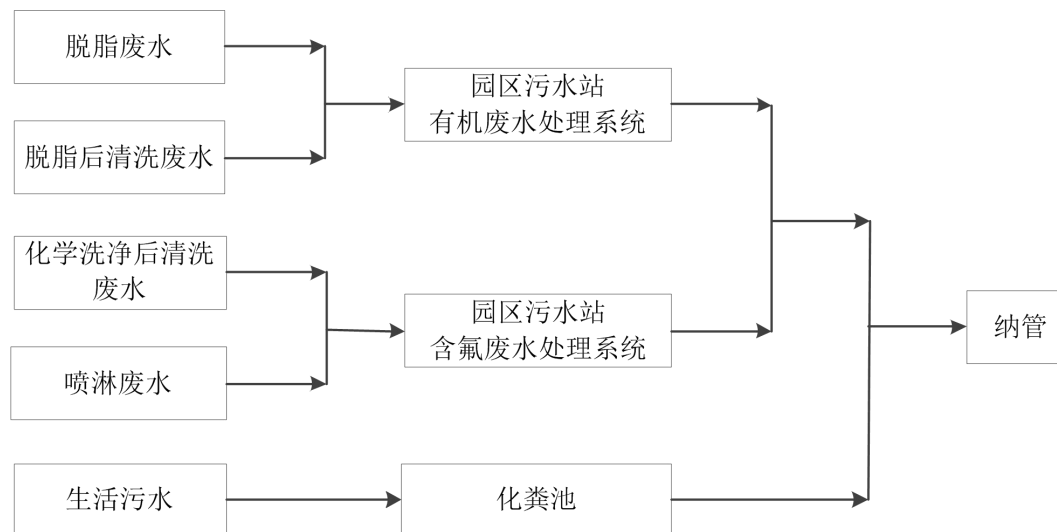 脱脂废水
脱脂后清洗废水
园区污水站
有机废水处理系统
化学洗净后清洗
废水
喷淋废水
园区污水站
含氟废水处理系统
生活污水
化粪池
纳管